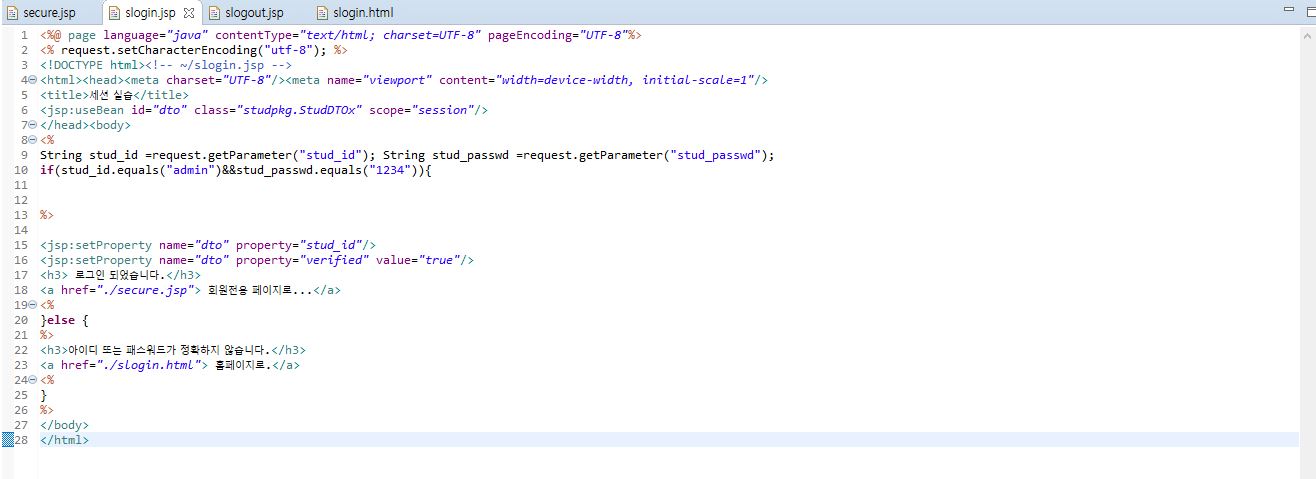 secure.jsp slogin.jsp slogout.jsp slogin.html
1 <%@ page language="java" contentType="text/html; charset=UTF-8" pageEncoding="UTF-8"%>
2 <% request.setCharacterEncoding("utf-8"); %>
3 <!DOCTYPE html><!-- ~/slogin.jsp -->
4 <html><head><meta charset="UTF-8"/><meta name="viewport" content="width=device-width, initial-scale=1"/>
5 <title>세션 실습</title>
6 <jsp:useBean id="dto" class="studpkg.StudDTOx" scope="session"/>
7 </head><body>
8 <%
9 String stud_id =request.getParameter("stud_id"); String stud_passwd =request.getParameter("stud_passwd");
10 if(stud_id.equals("admin")&&stud_passwd.equals("1234")){
11
12
13 %>
14
15 <jsp:setProperty name="dto" property="stud_id"/>
16 <jsp:setProperty name="dto" property="verified" value="true"/>
17 <h3> 로그인 되었습니다.</h3>
18 <a href="./secure.jsp"> 회원전용 페이지로...</a>
19 <%
20 }else {
21 %>
22 <h3>아이디 또는 패스워드가 정확하지 않습니다.</h3>
23 <a href="./slogin.html"> 홈페이지로.</a>
24 <%
25 }
26 %>
27 </body>
28 </html>